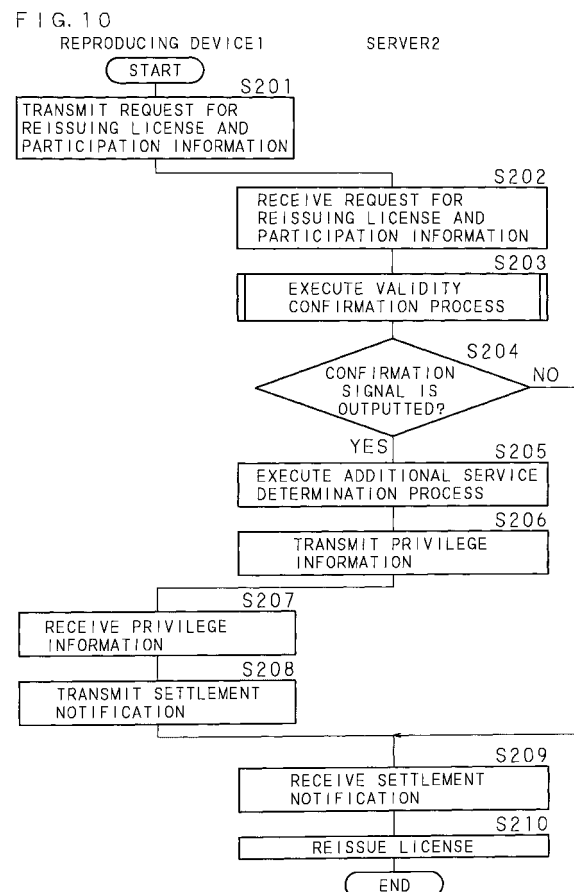 FIG. 10
REPRODUCING DEVICE1
SERVER2
START
S201
TRANSMIT REQUEST FOR
REISSUING LICENSE AND
PARTICIPATION INFORMATION
S202
RECEIVE REQUEST FOR
REISSUING LICENSE AND
PARTICIPATION INFORMATION
S203
EXECUTE VALIDITY
CONFIRMATION PROCESS
S204
CONFIRMATION
SIGNAL IS
OUTPUTTED?
NO
YES
S205
EXECUTE ADDITIONAL SERVICE
DETERMINATION PROCESS
S206
TRANSMIT PRIVILEGE
INFORMATION
S207
RECEIVE PRIVILEGE
INFORMATION
S208
TRANSMIT SETTLEMENT
NOTIFICATION
S209
RECEIVE SETTLEMENT
NOTIFICATION
S210
REISSUE LICENSE
END